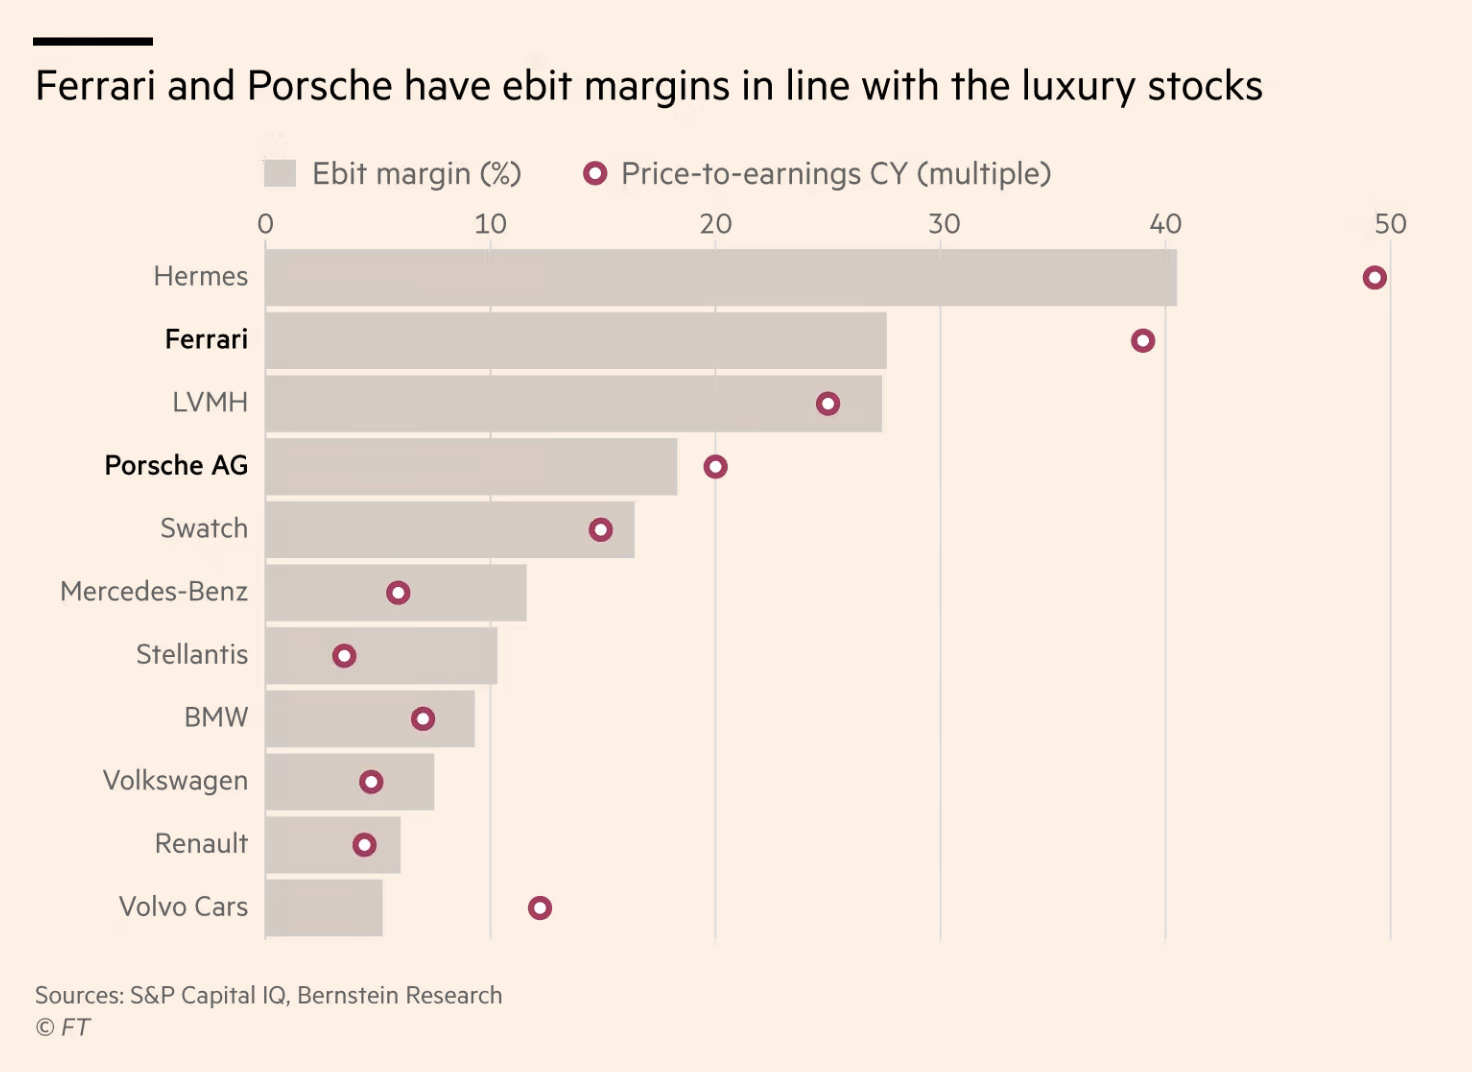 Ferrari and Porsche have ebit margins in line with the luxury stocks
Ebit margin (%) Price-to-earnings CY (multiple)
0 10 20 30 40 50
Hermes
Ferrari
LVMH
Porsche AG
Swatch
Mercedes-Benz
Stellantis
BMW
Volkswagen
Renault
Volvo Cars
Sources: S&P Capital IQ, Bernstein Research
© FT